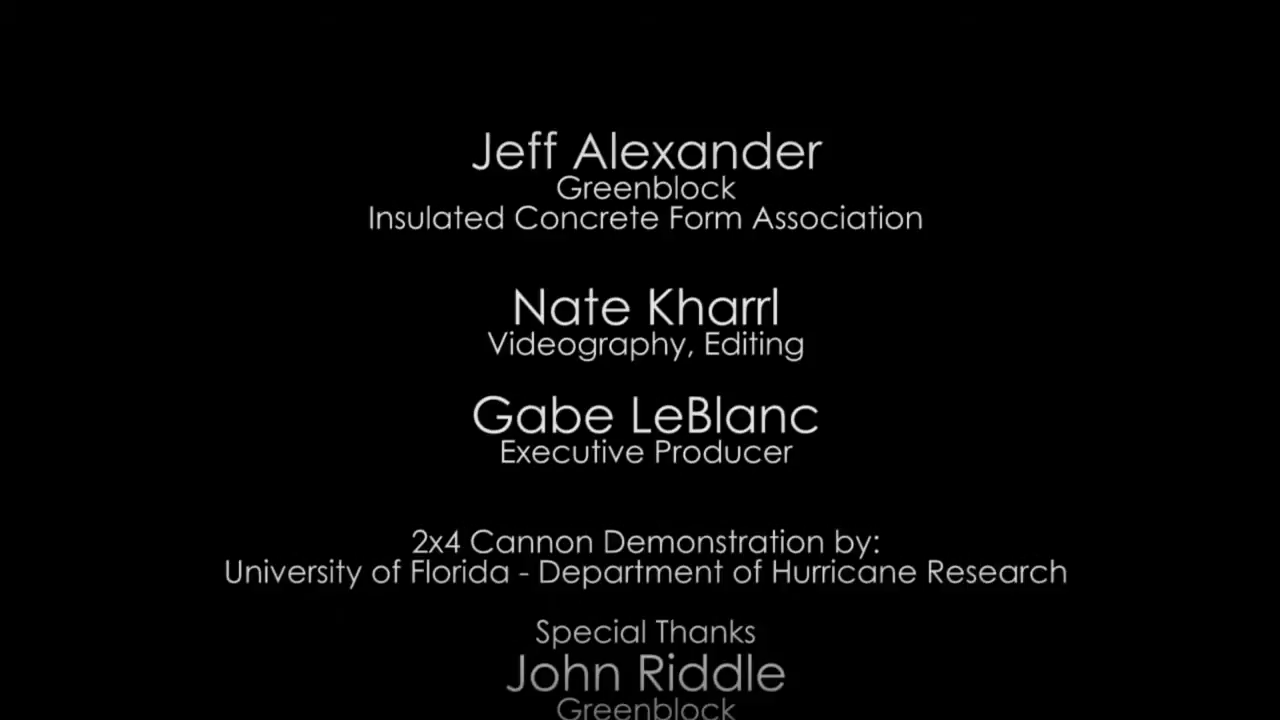 Jeff Alexander
Greenblock
Insulated Concrete Form Association
Nate Kharrl
Videography, Editing
Gabe LeBlanc
Executive Producer
2x4 Cannon Demonstration by:
University of Florida - Department of Hurricane Research
Special Thanks
John Riddle
Greenblock